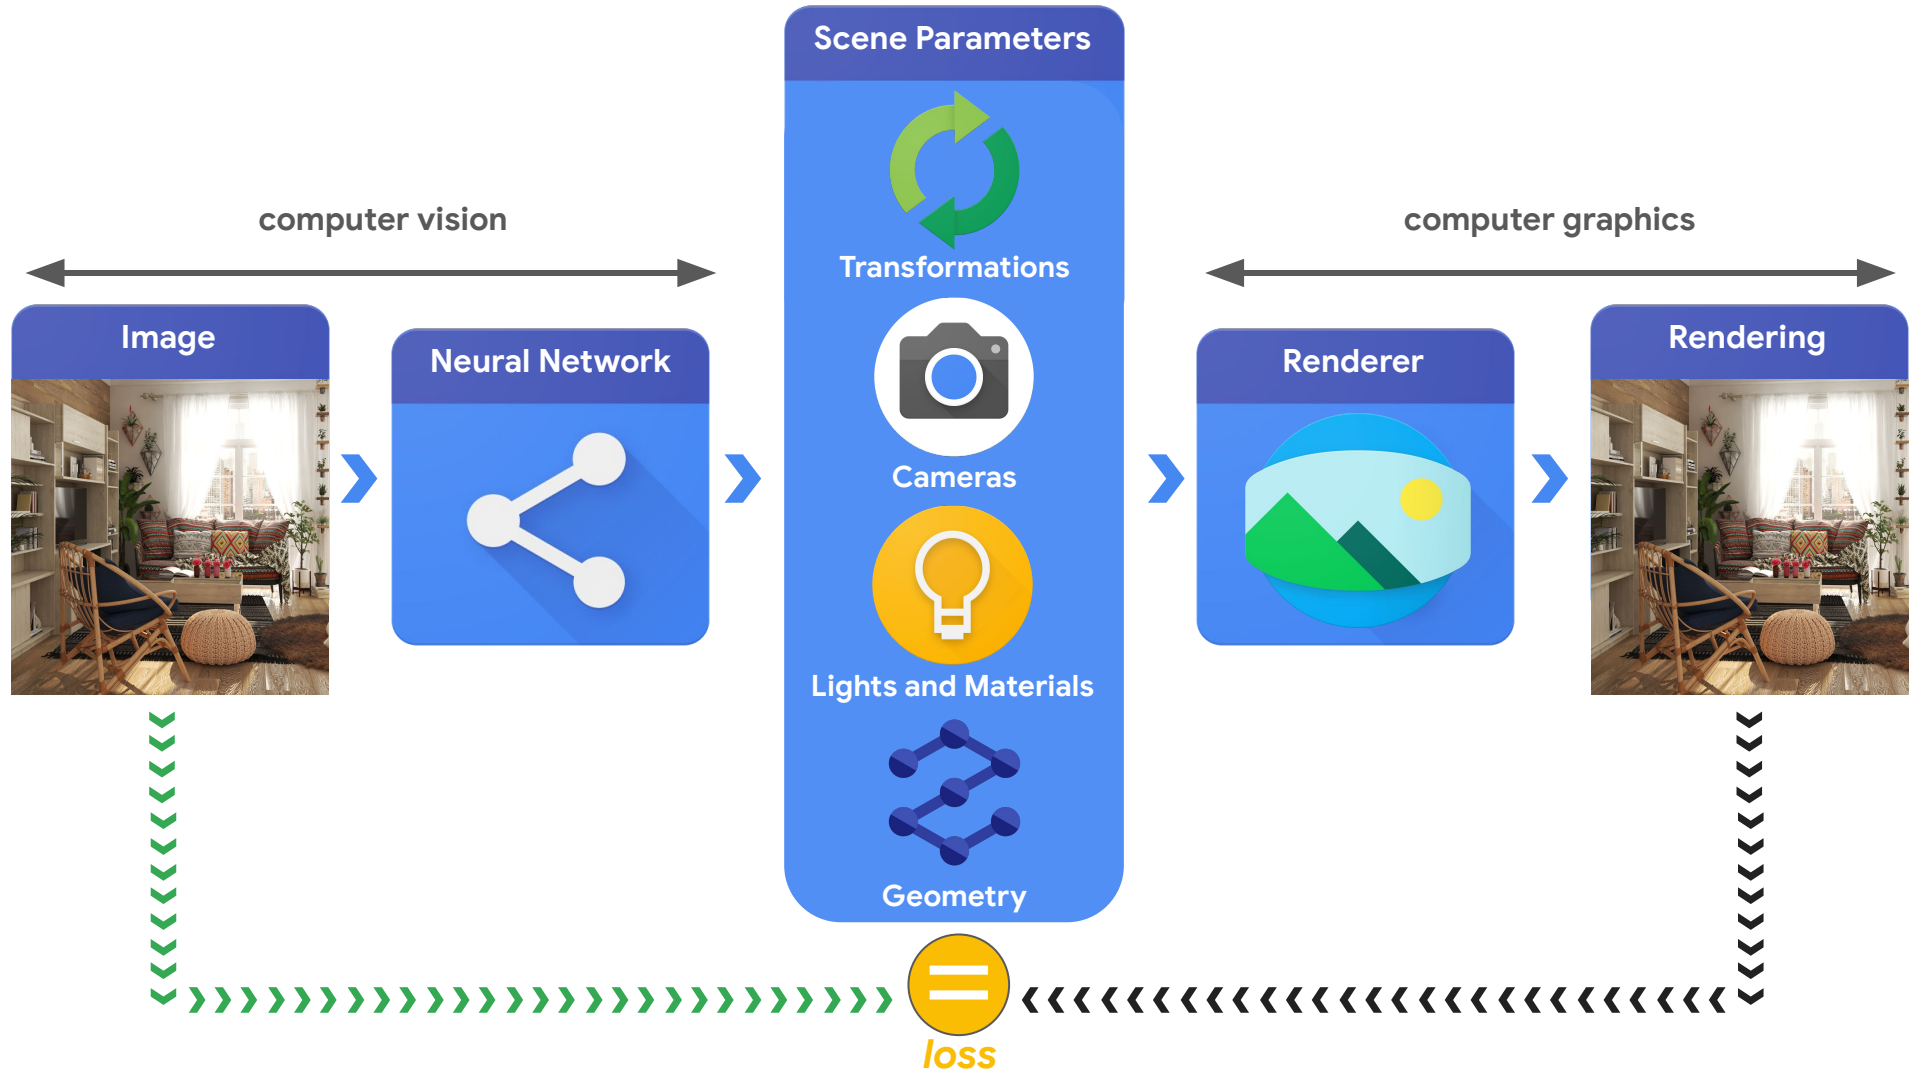 Scene Parameters
Transformations
computer vision
computer graphics
Image
Neural Network
Renderer
Rendering
Cameras
Lights and Materials
Geometry
loss